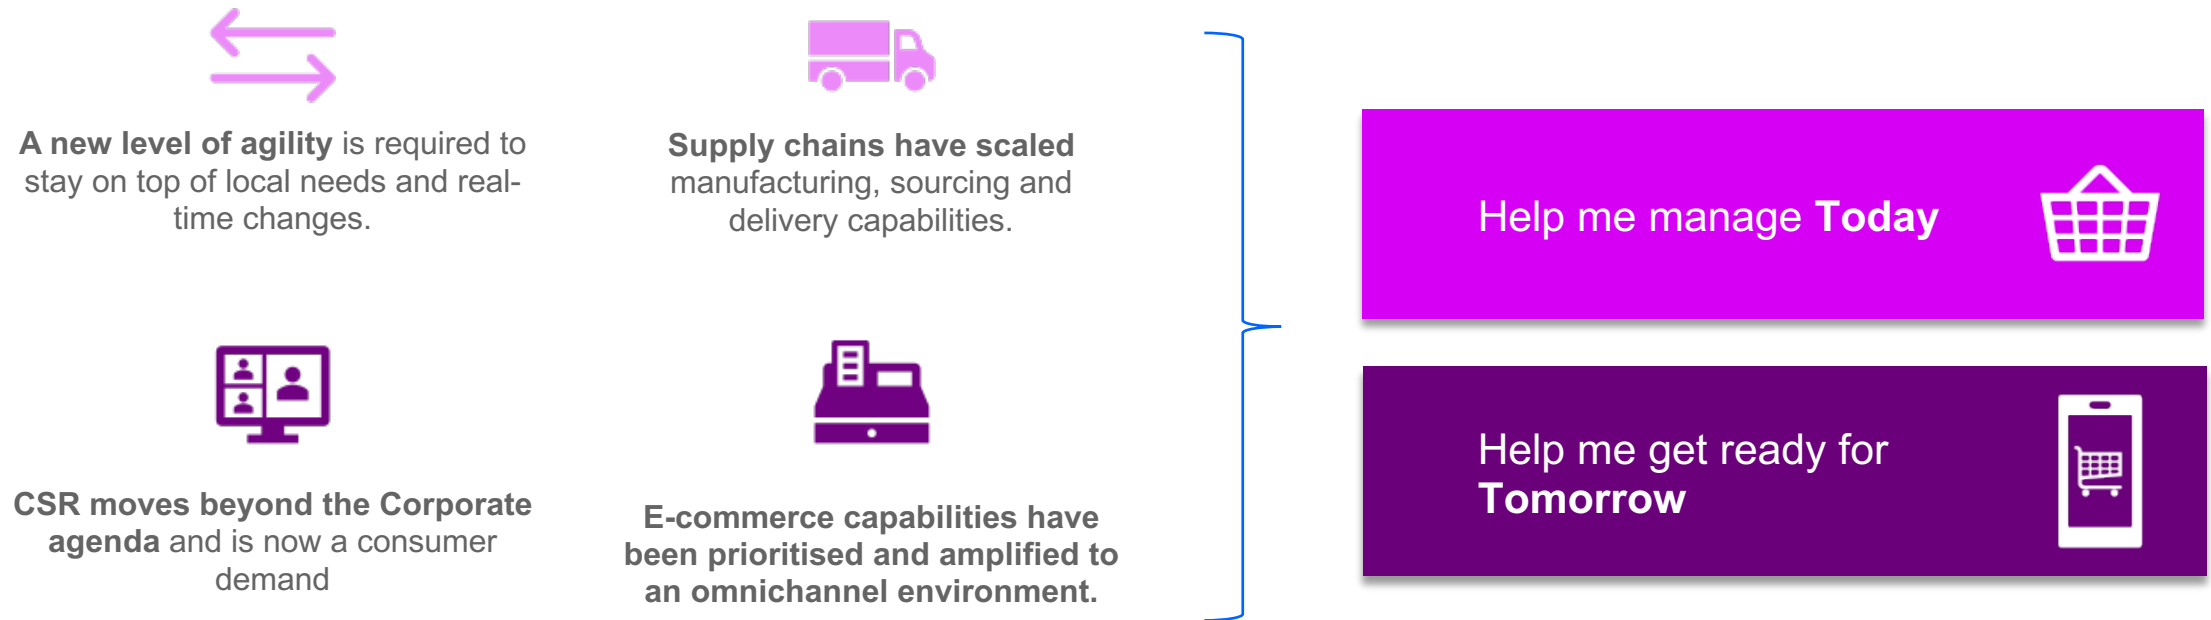 A new level of agility is required to
stay on top of local needs and real-
time changes.
Supply chains have scaled
manufacturing, sourcing and
delivery capabilities.
CSR moves beyond the Corporate
agenda and is now a consumer
demand
E-commerce capabilities have
been prioritised and amplified to
an omnichannel environment.
Help me manage Today
Help me get ready for
Tomorrow